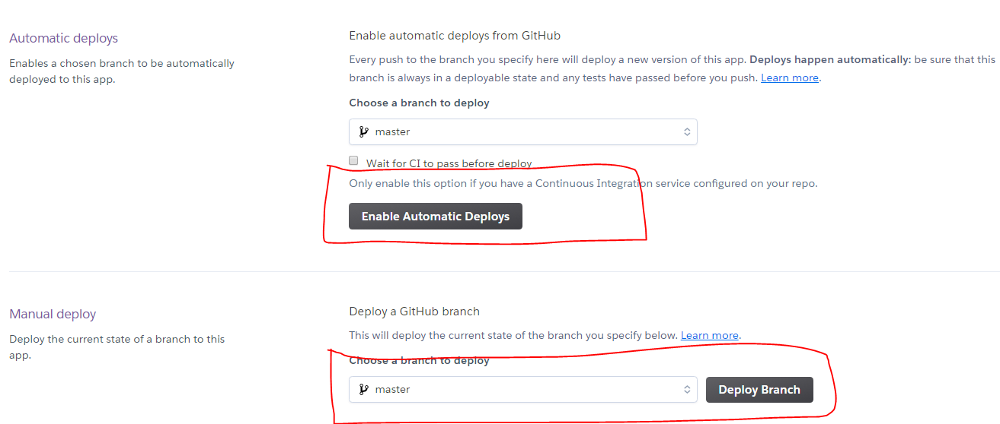 Automatic deploys
Enables a chosen branch to be automatically
deployed to this app.
Enable automatic deploys from GitHub
Every push to the branch you specify here will deploy a new version of this app. Deploys happen automatically: be sure that this
branch is always in a deployable state and any tests have passed before you push. Learn more.
Choose a branch to deploy
master
Wait for CI to pass before deploy
Only enable this option if you have a Continuous Integration service configured on your repo.
Enable Automatic Deploys
Manual deploy
Deploy the current state of a branch to this
app.
Deploy a GitHub branch
This will deploy the current state of the branch you specify below. Learn more.
Choose a branch to deploy
master
Deploy Branch